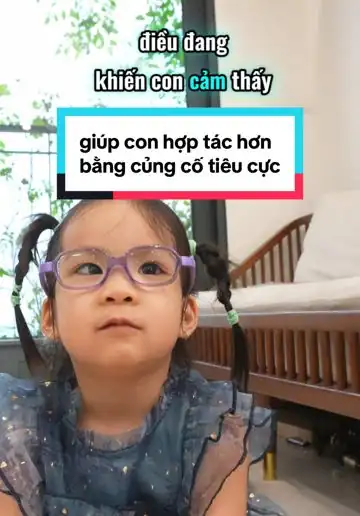 điều đang
khiến con cảm thấy
giúp con hợp tác hơn
bằng củng cố tiêu cực